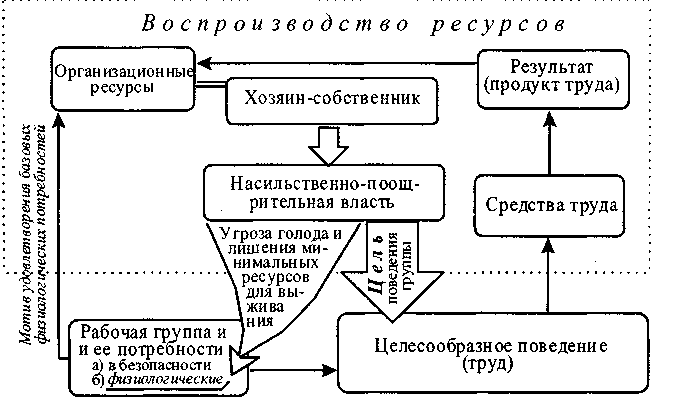 Воспроизводство ресурсов
Организационные
ресурсы
Хозяин-собственник
Результат
(продукт труда)
Насильственно-поощ-
рительная власть
Средства труда
Мотив удовлетворения базовых
физиологических потребностей
Угроза голода и
лишения ми-
нимальных
ресурсов
для вы-
жива
ния
Цель
поведения
группы
Рабочая группа и
и ее потребности
а) в безопасности
б) физиологические
Целесообразное поведение
(труд)